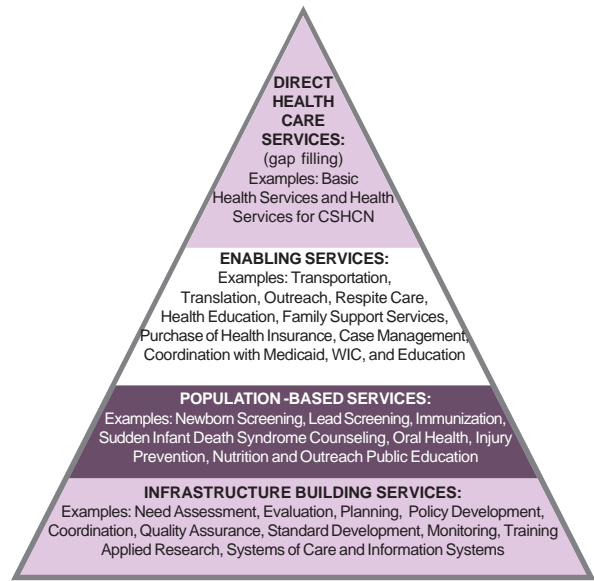 DIRECT
HEALTH
CARE
SERVICES:
(gap filling)
Examples: Basic
Health Services and Health
Services for CSHCN
ENABLING SERVICES:
Examples: Transportation,
Translation, Outreach, Respite Care,
Health Education, Family Support Services,
Purchase of Health Insurance, Case Management,
Coordination with Medicaid, WIC, and Education
POPULATION -BASED SERVICES:
Examples: Newborn Screening, Lead Screening, Immunization,
Sudden Infant Death Syndrome Counseling, Oral Health, Injury
Prevention, Nutrition and Outreach Public Education
INFRASTRUCTURE BUILDING SERVICES:
Examples: Need Assessment, Evaluation, Planning, Policy Development,
Coordination, Quality Assurance, Standard Development, Monitoring, Training
Applied Research, Systems of Care and Information Systems